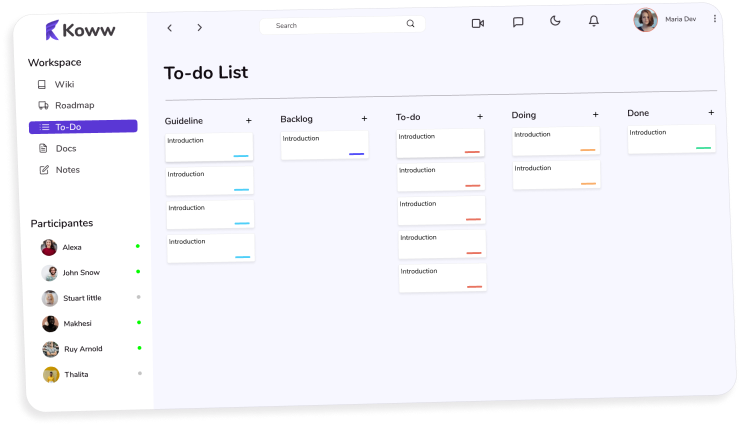 Koww
Workspace
Wiki
Roadmap
To-Do
Docs
Notes
Participantes
Alexa
John Snow
Stuart little
Makhesi
Ruy Arnold
Thalita
Search
Maria Dev
To-do List
Guideline +
Introduction
Introduction
Introduction
Introduction
Backlog +
Introduction
To-do +
Introduction
Introduction
Introduction
Introduction
Introduction
Doing +
Introduction
Introduction
Done +
Introduction